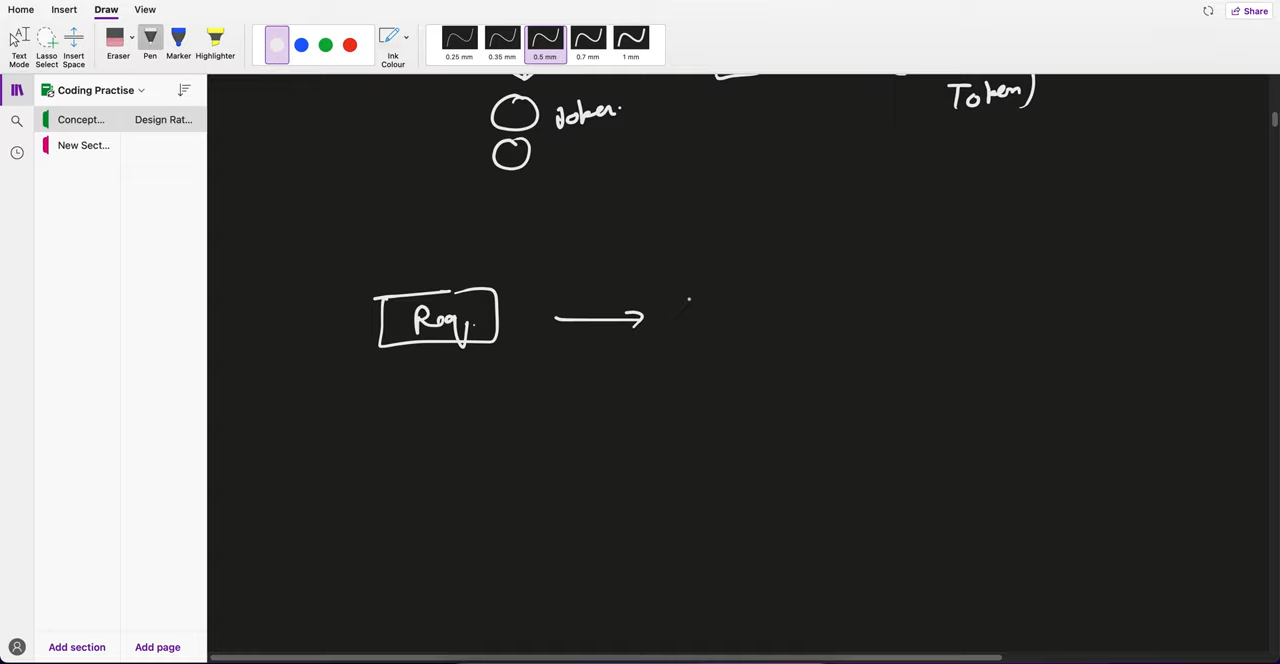 Home Insert Draw View
Share
Text Mode
Lasso Select
Insert Space
Eraser
Pen
Marker
Highlighter
Ink Colour
0.25 mm
0.35 mm
0.5 mm
0.7 mm
1 mm
Coding Practise
Concept... Design Rat...
New Sect...
Token)
Token.
Req.
Add section Add page